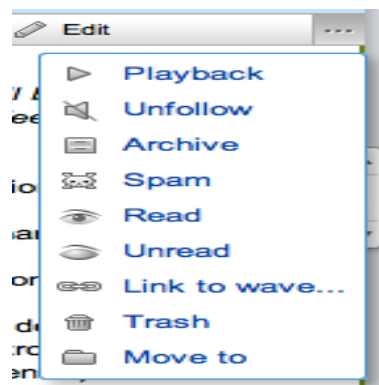 Edit
Playback
Unfollow
Archive
Spam
Read
Unread
Link to wave...
Trash
Move to